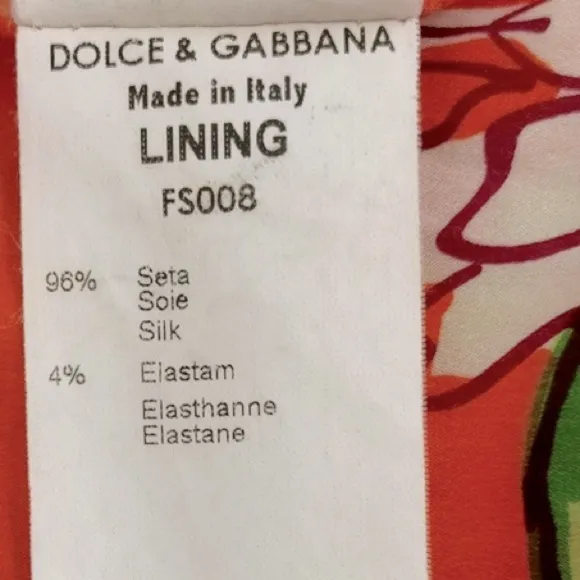 DOLCE & GABBANA
Made in Italy
LINING
FS008
96% Seta
Soie
Silk
4% Elastam
Elasthanne
Elastane